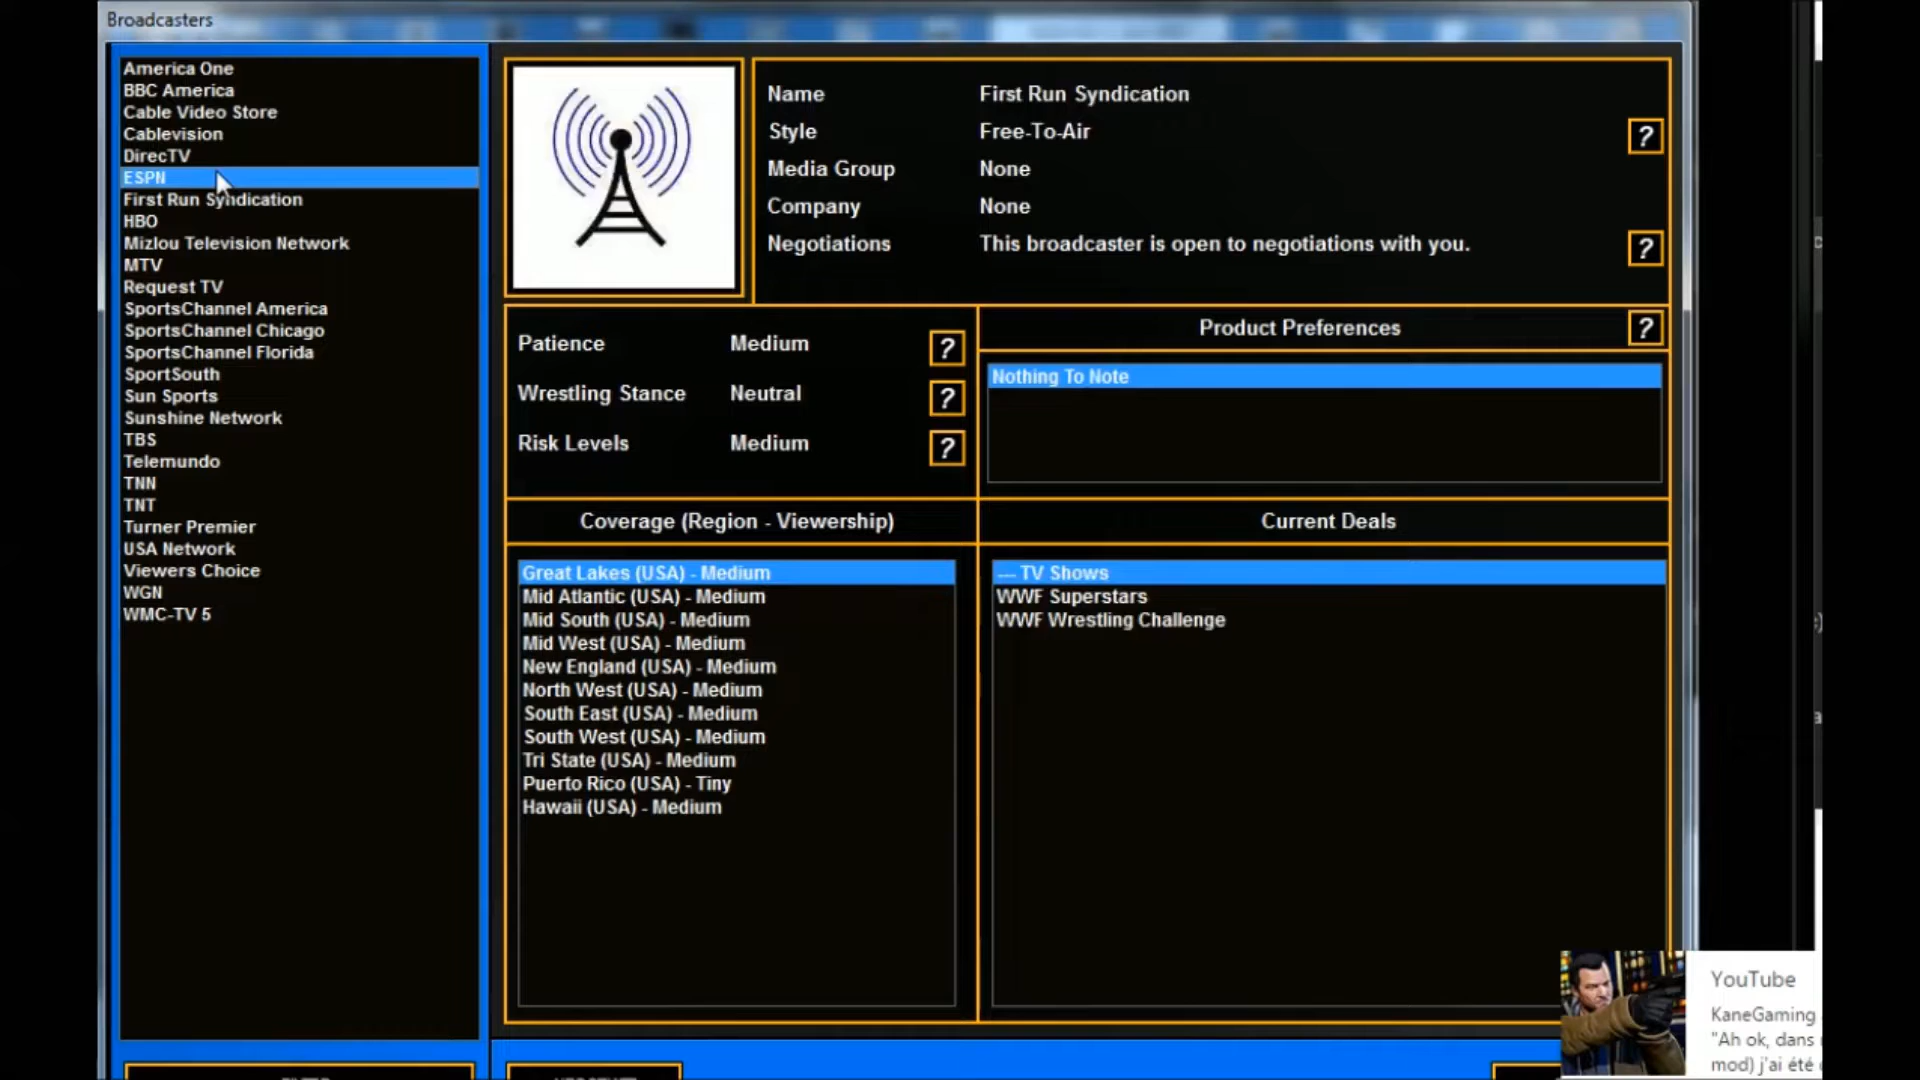 Broadcasters
America One
BBC America
Cable Video Store
Cablevision
DirecTV
ESPN
First Run Syndication
HBO
Mizlou Television Network
MTV
Request TV
SportsChannel America
SportsChannel Chicago
SportsChannel Florida
SportSouth
Sun Sports
Sunshine Network
TBS
Telemundo
TNN
TNT
Turner Premier
USA Network
Viewers Choice
WGN
WMC-TV 5
Name First Run Syndication
Style Free-To-Air ?
Media Group None
Company None
Negotiations This broadcaster is open to negotiations with you. ?
Patience Medium ?
Wrestling Stance Neutral ?
Risk Levels Medium ?
Product Preferences ?
Nothing To Note
Coverage (Region - Viewership)
Great Lakes (USA) - Medium
Mid Atlantic (USA) - Medium
Mid South (USA) - Medium
Mid West (USA) - Medium
New England (USA) - Medium
North West (USA) - Medium
South East (USA) - Medium
South West (USA) - Medium
Tri State (USA) - Medium
Puerto Rico (USA) - Tiny
Hawaii (USA) - Medium
Current Deals
--- TV Shows
WWF Superstars
WWF Wrestling Challenge
YouTube
KaneGaming
"Ah ok, dans
mod) j'ai été